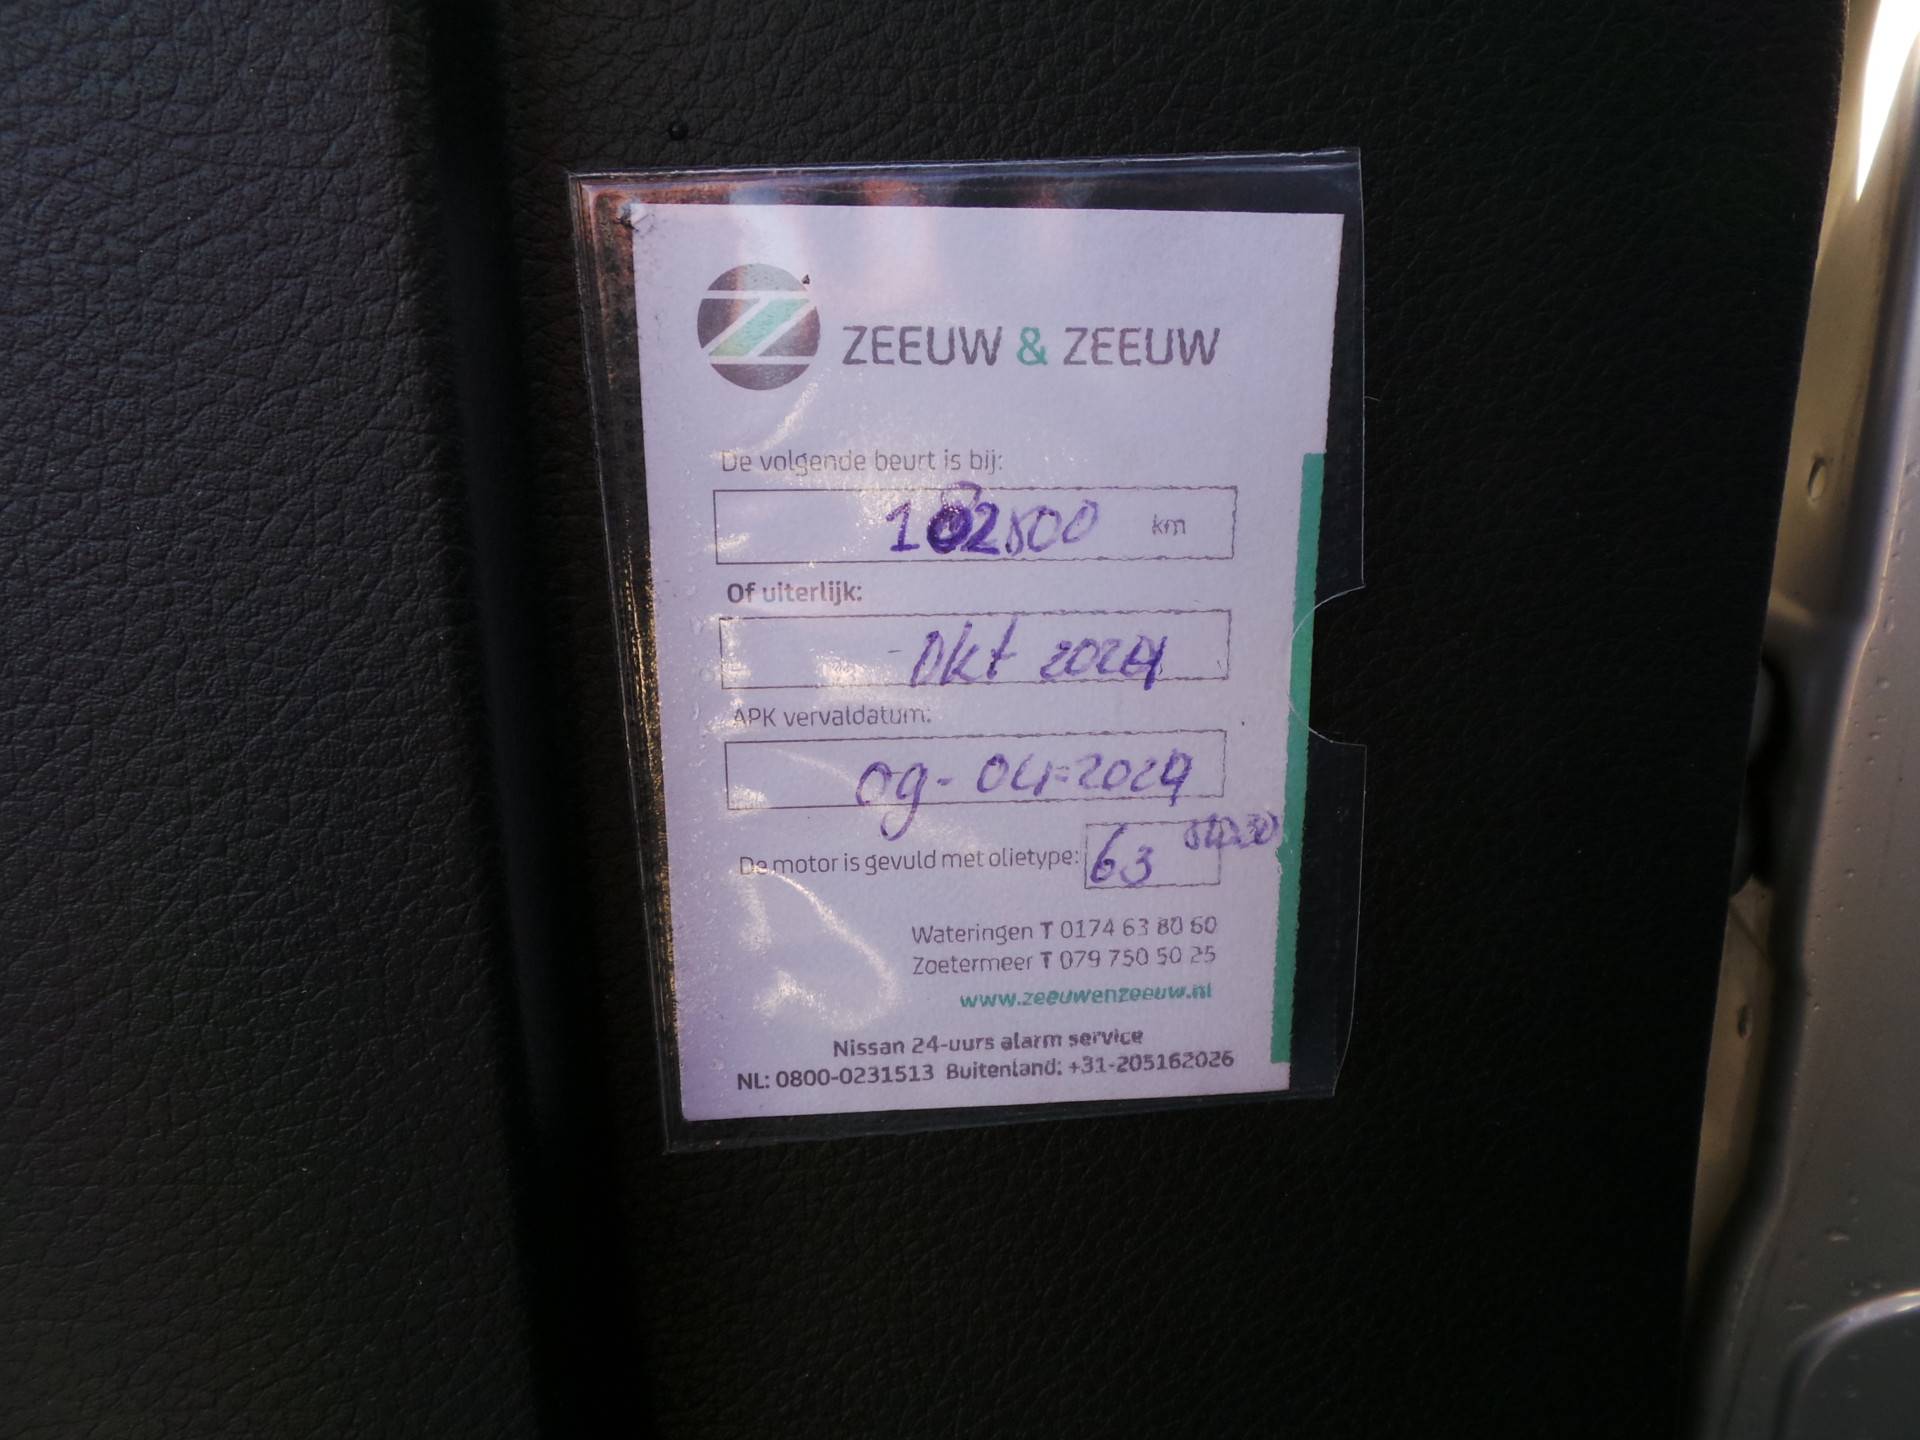 ZEEUW & ZEEUW
De volgende beurt is bij:
102800 km
Of uiterlijk:
- Okt 2024
APK vervaldatum:
09-04-2024
De motor is gevuld met olietype: 63
Wateringen T 0174 63 80 60
Zoetermeer T 079 750 50 25
www.zeeuwenzeeuw.nl
Nissan 24-uurs alarm service
NL: 0800-0231513 Buitenland: +31-205162026